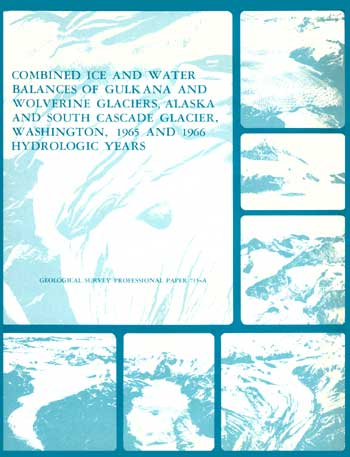 COMBINED ICE AND WATER
BALANCES OF GULKANA AND
WOLVERINE GLACIERS, ALASKA
AND SOUTH CASCADE GLACIER,
WASHINGTON, 1965 AND 1966
HYDROLOGIC YEARS
GEOLOGICAL SURVEY PROFESSIONAL PAPER